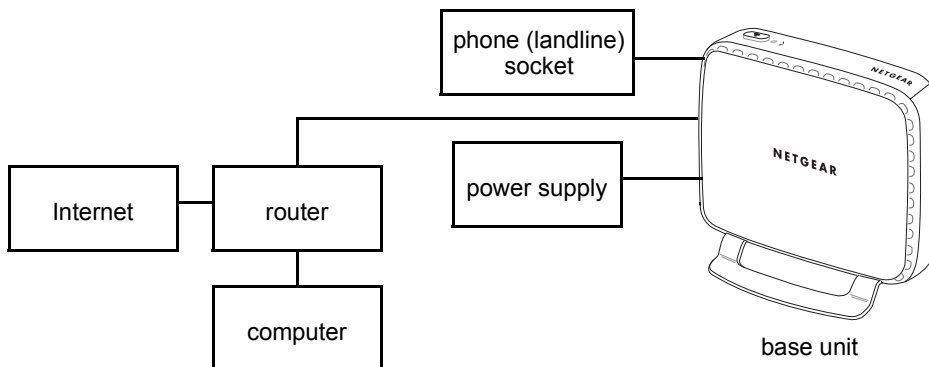 phone (landline)
socket
NETGEAR
NETGEAR
power supply
Internet
router
computer
base unit